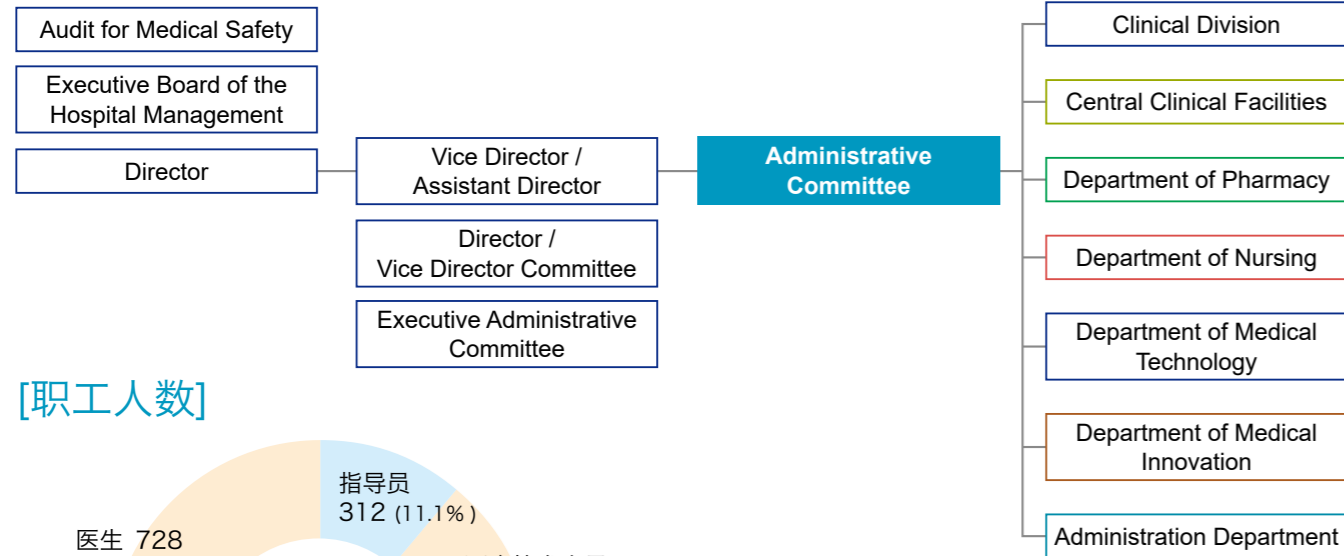 Audit for Medical Safety
Executive Board of the
Hospital Management
Director
Vice Director /
Assistant Director
Director /
Vice Director Committee
Executive Administrative
Committee
Administrative
Committee
Clinical Division
Central Clinical Facilities
Department of Pharmacy
Department of Nursing
Department of Medical
Technology
Department of Medical
Innovation
Administration Department
[职工人数]
指导员
312 (11.1%)
医生 728